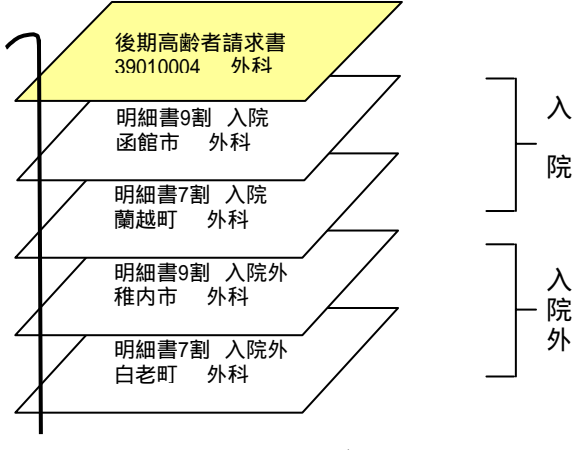 後期高齢者請求書
39010004 外科
明細書9割 入院
函館市 外科
明細書7割 入院
蘭越町 外科
明細書9割 入院外
稚内市 外科
明細書7割 入院外
白老町 外科
入院
入院外